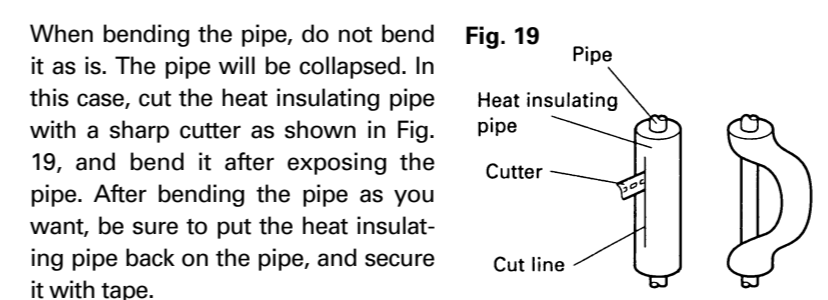 When bending the pipe, do not bend
it as is. The pipe will be collapsed. In
this case, cut the heat insulating pipe
with a sharp cutter as shown in Fig.
19, and bend it after exposing the
pipe. After bending the pipe as you
want, be sure to put the heat insulat-
ing pipe back on the pipe, and secure
it with tape.
Fig. 19
Pipe
Heat insulating
pipe
Cutter
Cut line